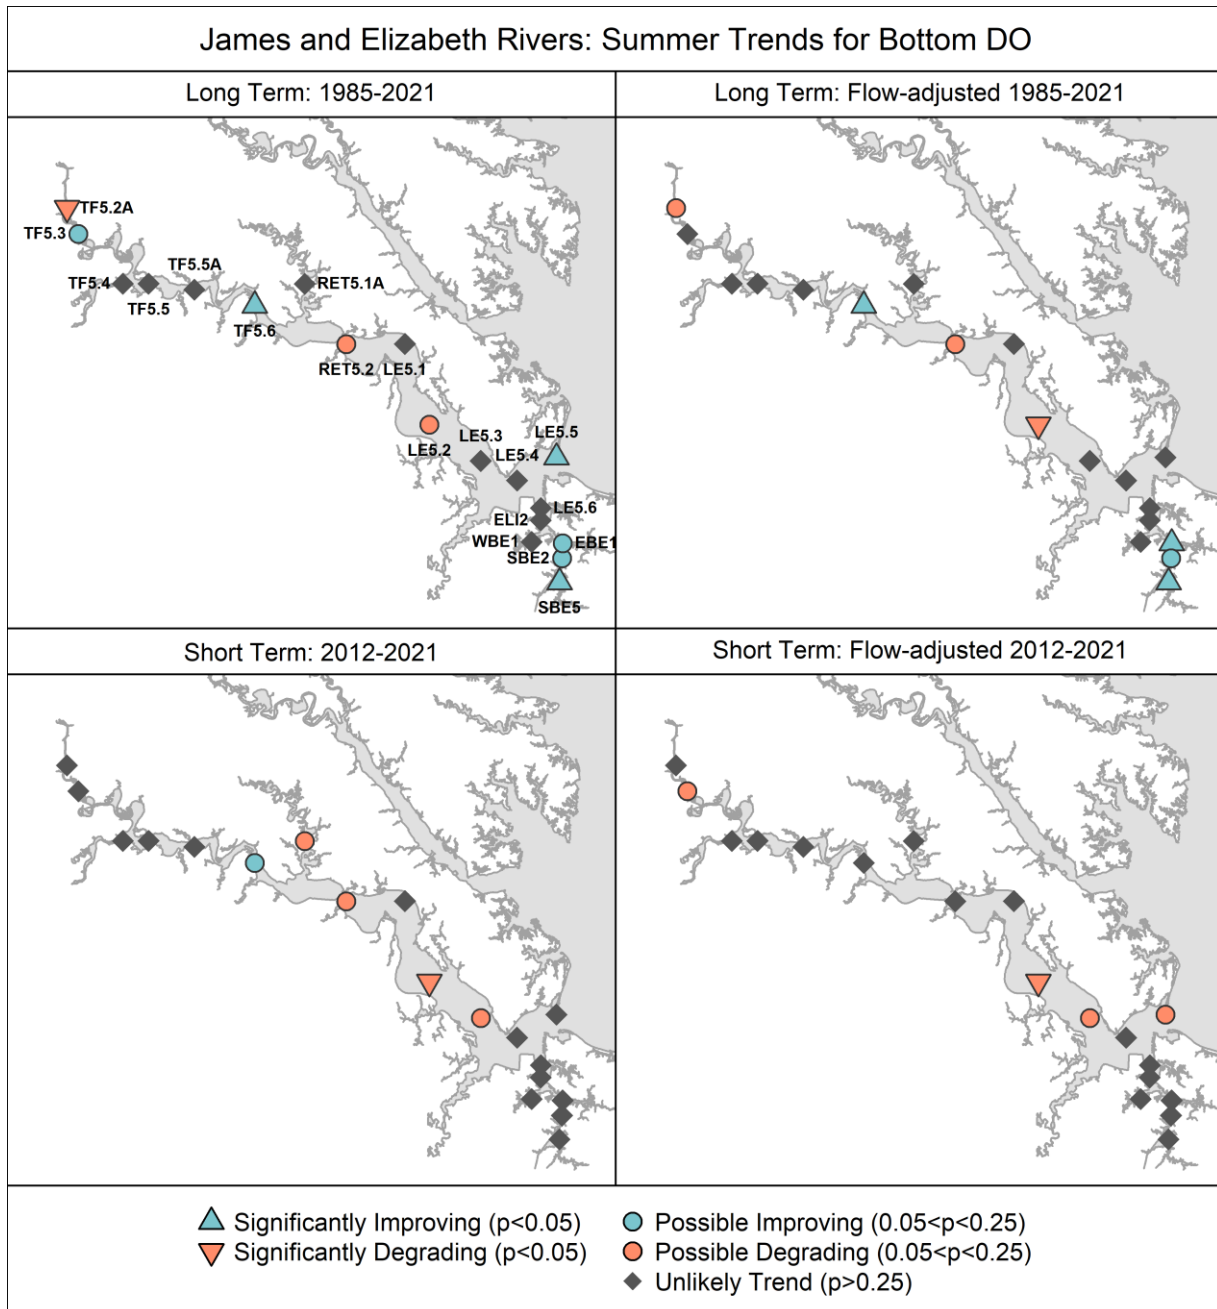 James and Elizabeth Rivers: Summer Trends for Bottom DO
Long Term: 1985-2021
Long Term: Flow-adjusted 1985-2021
TF5.2A
TF5.3
TF5.5A
TF5.4
RET5.1A
TF5.5
TF5.6
RET5.2
LE5.1
LE5.3
LE5.5
LE5.2
LE5.4
LE5.6
ELI2
WBE1
EBE1
SBE2
SBE5
Short Term: 2012-2021
Short Term: Flow-adjusted 2012-2021
Significantly Improving (p<0.05)
Possible Improving (0.05<p<0.25)
Significantly Degrading (p<0.05)
Possible Degrading (0.05<p<0.25)
Unlikely Trend (p>0.25)